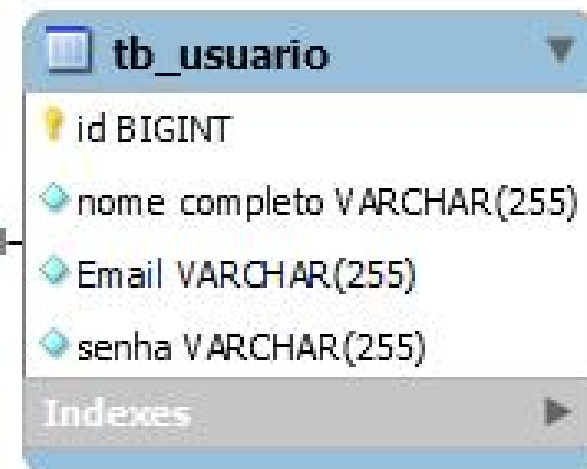 tb_usuario
id BIGINT
nome completo VARCHAR(255)
Email VARCHAR(255)
senha VARCHAR(255)
Indexes